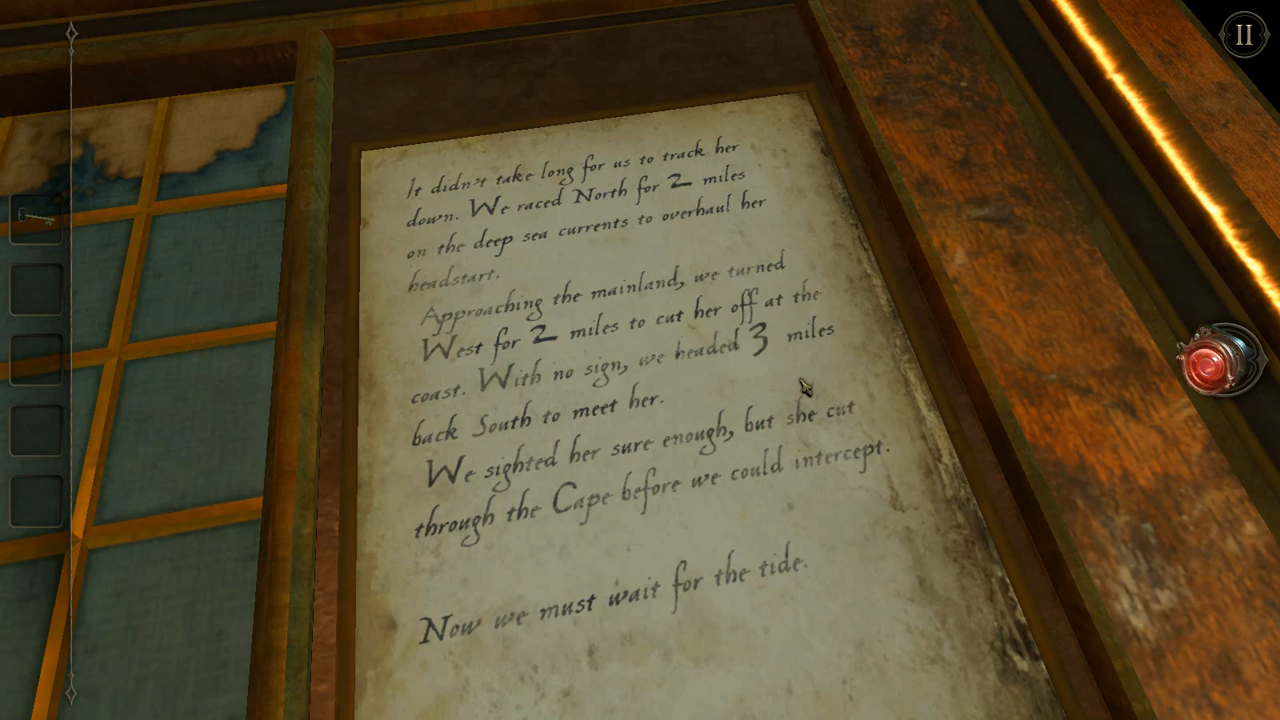 It didn't take long for us to track her
down. We raced North for 2 miles
on the deep sea currents to overhaul her
headstart.
Approaching the mainland, we turned
West for 2 miles to cut her off at the
coast. With no sign, we headed 3 miles
back South to meet her.
We sighted her sure enough, but she cut
through the Cape before we could intercept.
Now we must wait for the tide.
II